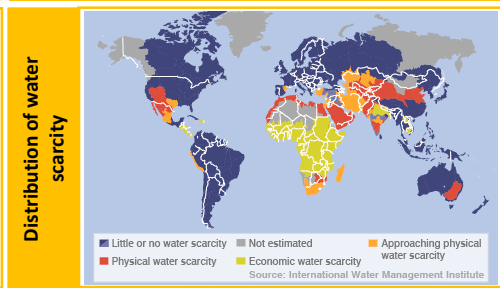 Distribution of water
scarcity
Little or no water scarcity
Not estimated
Approaching physical
water scarcity
Physical water scarcity
Economic water scarcity
Source: International Water Management Institute